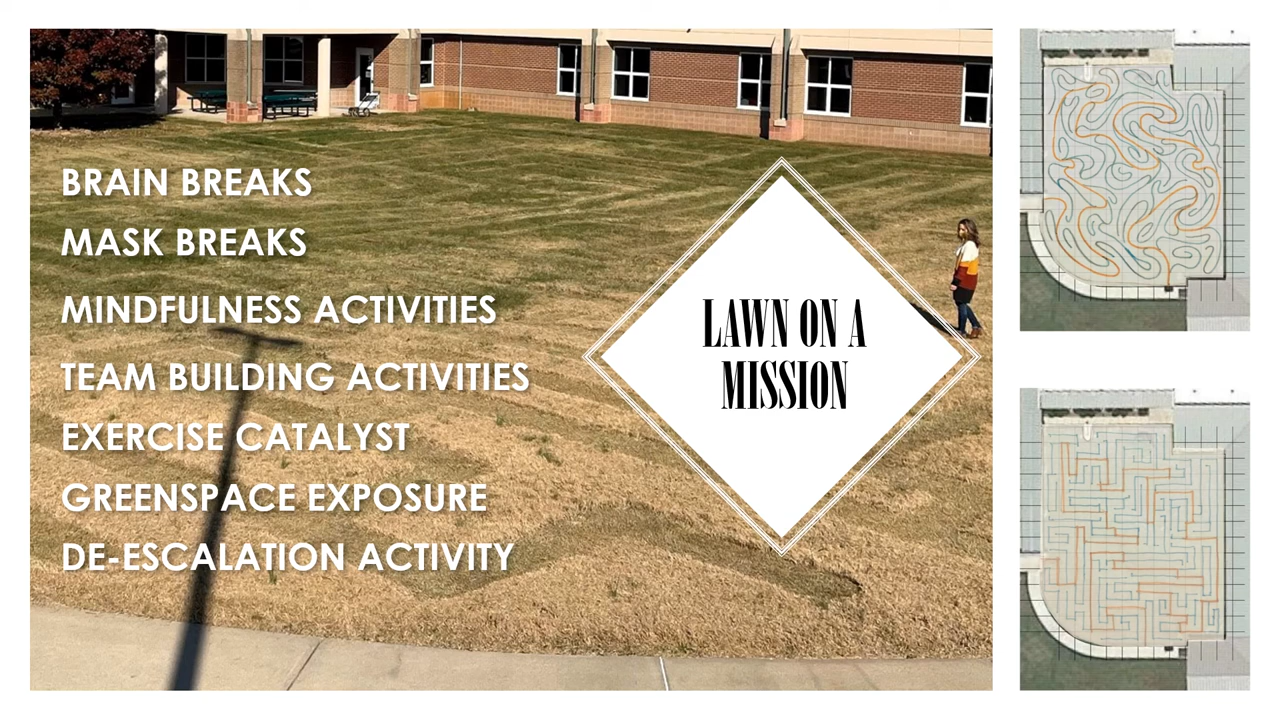 BRAIN BREAKS
MASK BREAKS
MINDFULNESS ACTIVITIES
TEAM BUILDING ACTIVITIES
EXERCISE CATALYST
GREENSPACE EXPOSURE
DE-ESCALATION ACTIVITY
LAWN ON A
MISSION